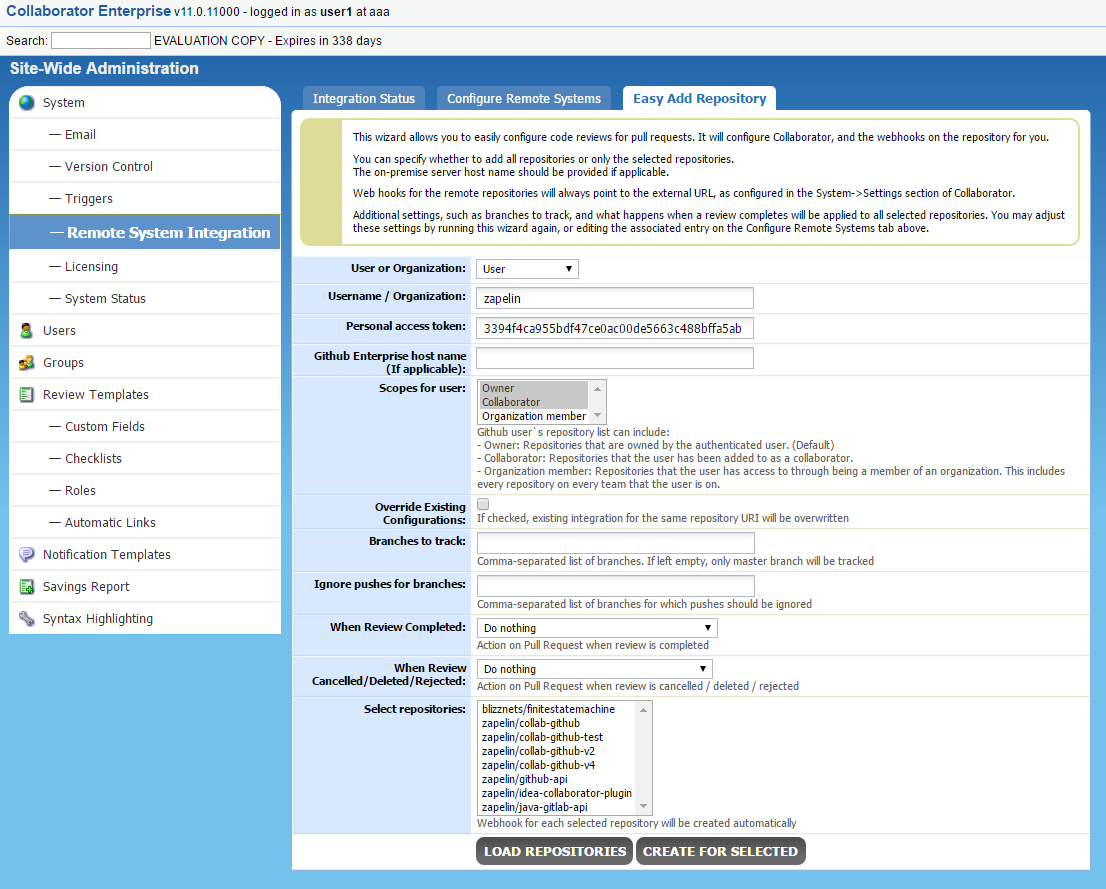 Collaborator Enterprise v11.0.11000 - logged in as user1 at aaa
Search: EVALUATION COPY - Expires in 338 days
Site-Wide Administration
System
— Email
— Version Control
— Triggers
— Remote System Integration
— Licensing
— System Status
Users
Groups
Review Templates
— Custom Fields
— Checklists
— Roles
— Automatic Links
Notification Templates
Savings Report
Syntax Highlighting
Integration Status
Configure Remote Systems
Easy Add Repository
This wizard allows you to easily configure code reviews for pull requests. It will configure Collaborator, and the webhooks on the repository for you.
You can specify whether to add all repositories or only the selected repositories.
The on-premise server host name should be provided if applicable.
Web hooks for the remote repositories will always point to the external URL, as configured in the System->Settings section of Collaborator.
Additional settings, such as branches to track, and what happens when a review completes will be applied to all selected repositories. You may adjust
these settings by running this wizard again, or editing the associated entry on the Configure Remote Systems tab above.
User or Organization: User
Username / Organization: zapelin
Personal access token: 3394f4ca955bdf47ce0ac00de5663c488bffa5ab
Github Enterprise host name
(If applicable):
Scopes for user:
Owner
Collaborator
Organization member
Github user`s repository list can include:
- Owner: Repositories that are owned by the authenticated user. (Default)
- Collaborator: Repositories that the user has been added to as a collaborator.
- Organization member: Repositories that the user has access to through being a member of an organization. This includes
every repository on every team that the user is on.
Override Existing
Configurations:
If checked, existing integration for the same repository URI will be overwritten
Branches to track:
Comma-separated list of branches. If left empty, only master branch will be tracked
Ignore pushes for branches:
Comma-separated list of branches for which pushes should be ignored
When Review Completed: Do nothing
Action on Pull Request when review is completed
When Review
Cancelled/Deleted/Rejected:
Do nothing
Action on Pull Request when review is cancelled / deleted / rejected
Select repositories:
blizznets/finitestatemachine
zapelin/collab-github
zapelin/collab-github-test
zapelin/collab-github-v2
zapelin/collab-github-v4
zapelin/github-api
zapelin/idea-collaborator-plugin
zapelin/java-gitlab-api
Webhook for each selected repository will be created automatically
LOAD REPOSITORIES
CREATE FOR SELECTED